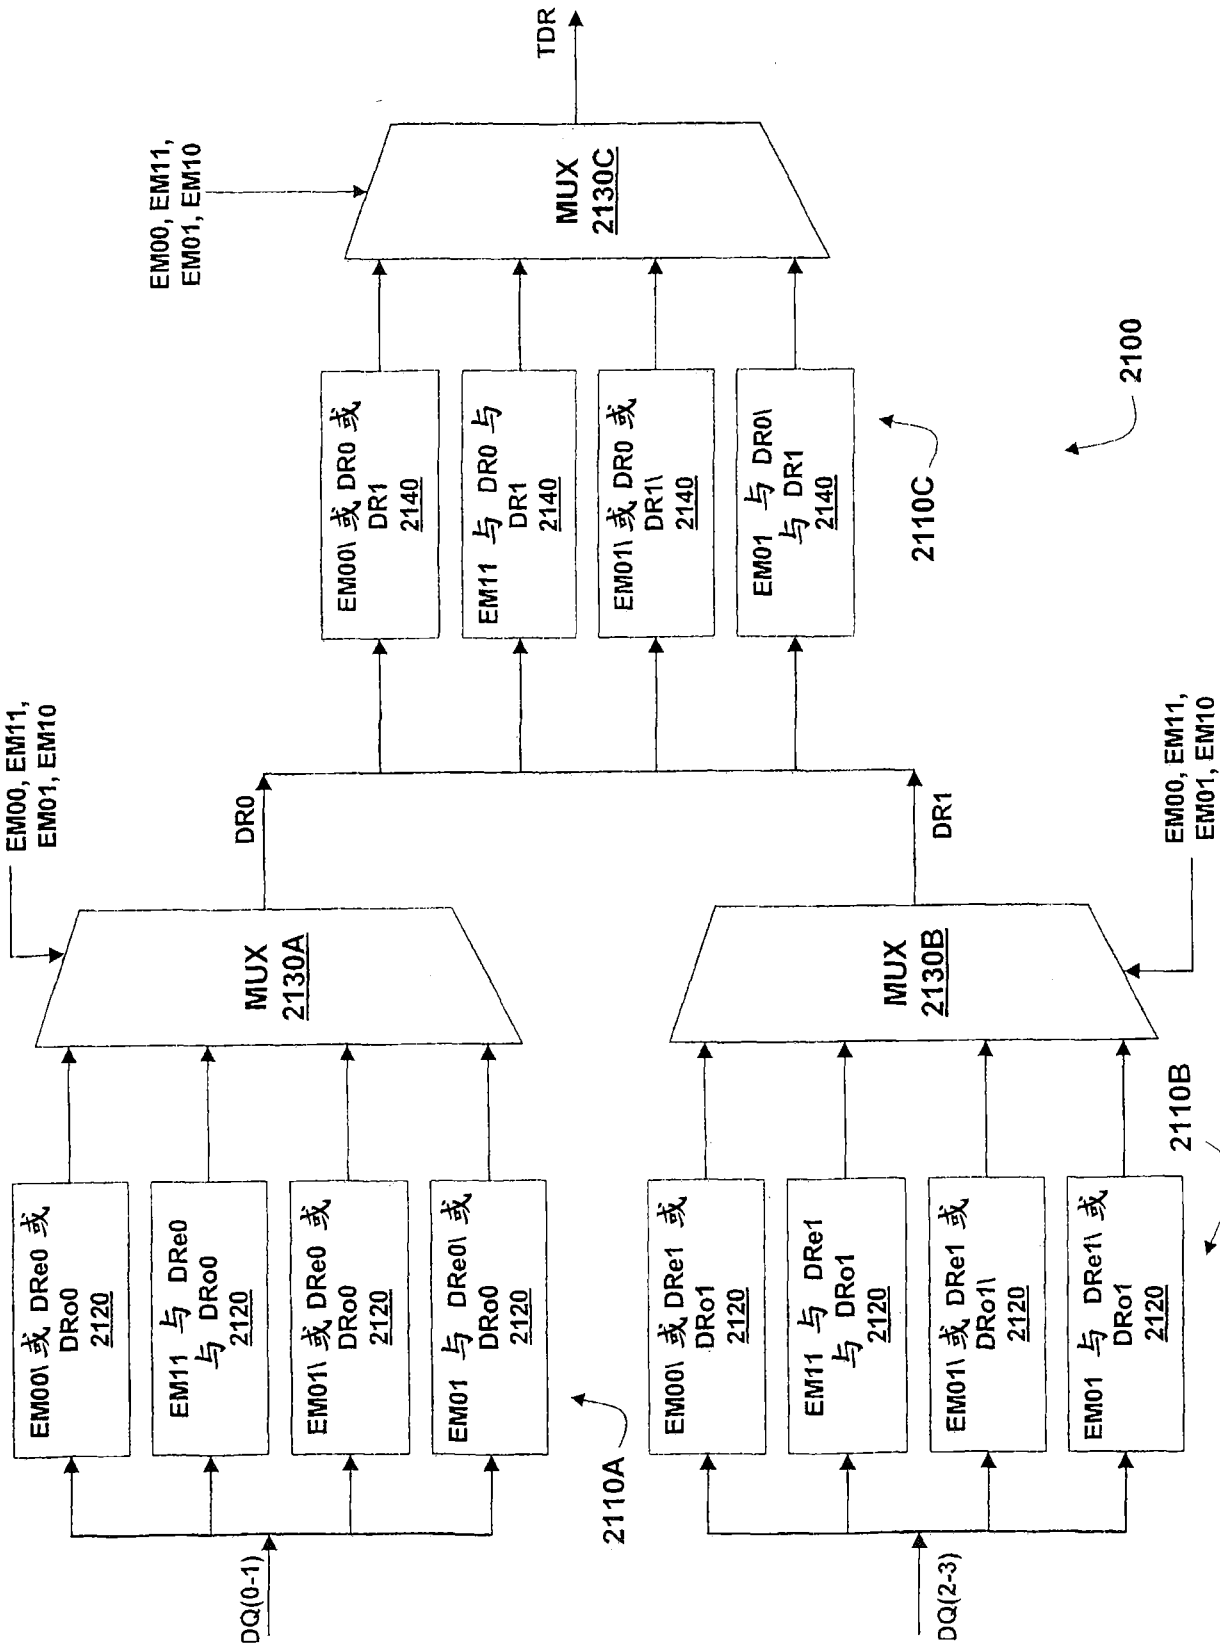 DQ(0-1)
EM00\ 或 DRe0 或
DRo0
2120
EM11 与 DRe0
与 DRo0
2120
EM01\ 或 DRe0 或
DRo0
2120
EM01 与 DRe0\ 或
DRo0
2120
2110A
EM00, EM11,
EM01, EM10
MUX
2130A
DR0
DQ(2-3)
EM00\ 或 DRe1 或
DRo1
2120
EM11 与 DRe1
与 DRo1
2120
EM01\ 或 DRe1 或
DRo1\
2120
EM01 与 DRe1\ 或
DRo1
2120
2110B
MUX
2130B
EM00, EM11,
EM01, EM10
DR1
EM00\ 或 DR0 或
DR1
2140
EM11 与 DR0 与
DR1
2140
EM01\ 或 DR0 或
DR1\
2140
EM01 与 DR0\
与 DR1
2140
2110C
EM00, EM11,
EM01, EM10
MUX
2130C
TDR
2100